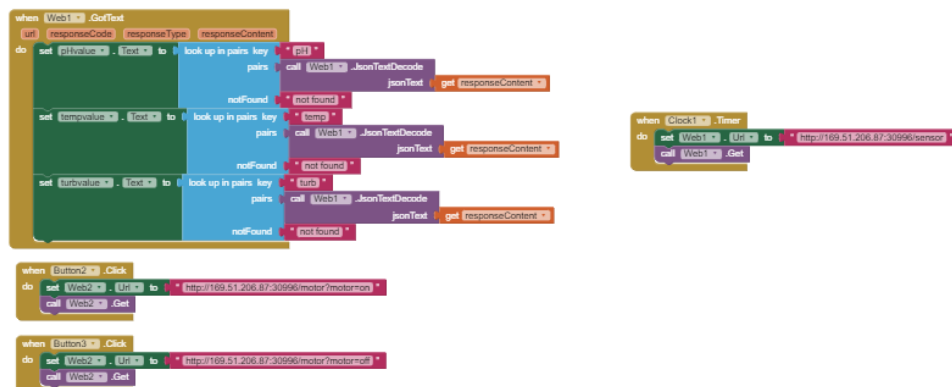 when Web1 .GotText
url responseCode responseType responseContent
do set pHvalue . Text to look up in pairs key " pH "
pairs call Web1 .JsonTextDecode
jsonText get responseContent
notFound " not found "
set tempvalue . Text to look up in pairs key " temp "
pairs call Web1 .JsonTextDecode
jsonText get responseContent
notFound " not found "
set turbvalue . Text to look up in pairs key " turb "
pairs call Web1 .JsonTextDecode
jsonText get responseContent
notFound " not found "
when Button2 .Click
do set Web2 . Url to " http://169.51.206.87:30996/motor?motor=on "
call Web2 .Get
when Button3 .Click
do set Web2 . Url to " http://169.51.206.87:30996/motor?motor=off "
call Web2 .Get
when Clock1 .Timer
do set Web1 . Url to " http://169.51.206.87:30996/sensor "
call Web1 .Get